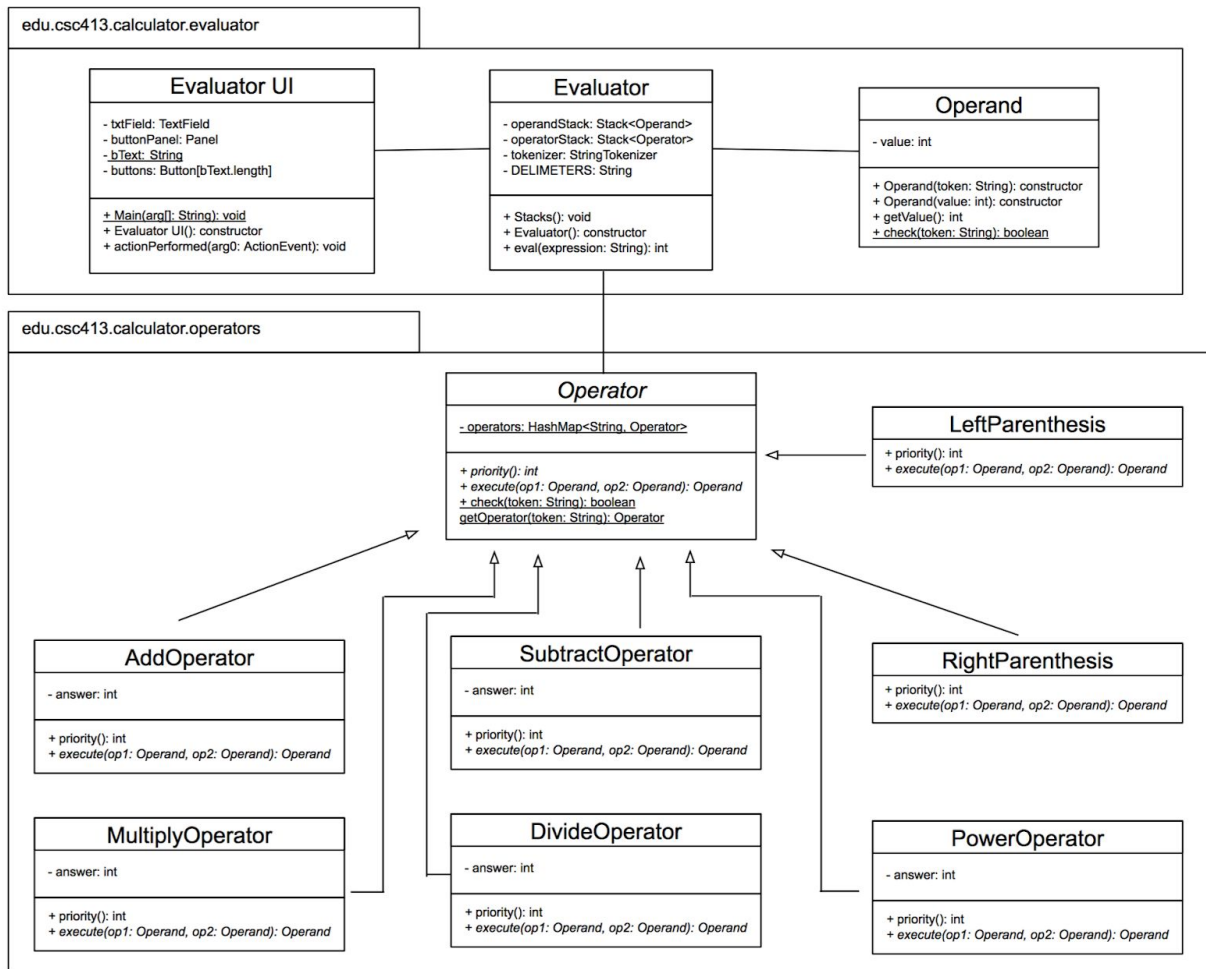 edu.csc413.calculator.evaluator
Evaluator UI
- txtField: TextField
- buttonPanel: Panel
- bText: String
- buttons: Button[bText.length]
+ Main(arg[]: String): void
+ Evaluator UI(): constructor
+ actionPerformed(arg0: ActionEvent): void
Evaluator
- operandStack: Stack<Operand>
- operatorStack: Stack<Operator>
- tokenizer: StringTokenizer
- DELIMETERS: String
+ Stacks(): void
+ Evaluator(): constructor
+ eval(expression: String): int
Operand
- value: int
+ Operand(token: String): constructor
+ Operand(value: int): constructor
+ getValue(): int
+ check(token: String): boolean
edu.csc413.calculator.operators
Operator
- operators: HashMap<String, Operator>
+ priority(): int
+ execute(op1: Operand, op2: Operand): Operand
+ check(token: String): boolean
getOperator(token: String): Operator
LeftParenthesis
+ priority(): int
+ execute(op1: Operand, op2: Operand): Operand
AddOperator
- answer: int
+ priority(): int
+ execute(op1: Operand, op2: Operand): Operand
SubtractOperator
- answer: int
+ priority(): int
+ execute(op1: Operand, op2: Operand): Operand
RightParenthesis
+ priority(): int
+ execute(op1: Operand, op2: Operand): Operand
MultiplyOperator
- answer: int
+ priority(): int
+ execute(op1: Operand, op2: Operand): Operand
DivideOperator
- answer: int
+ priority(): int
+ execute(op1: Operand, op2: Operand): Operand
PowerOperator
- answer: int
+ priority(): int
+ execute(op1: Operand, op2: Operand): Operand